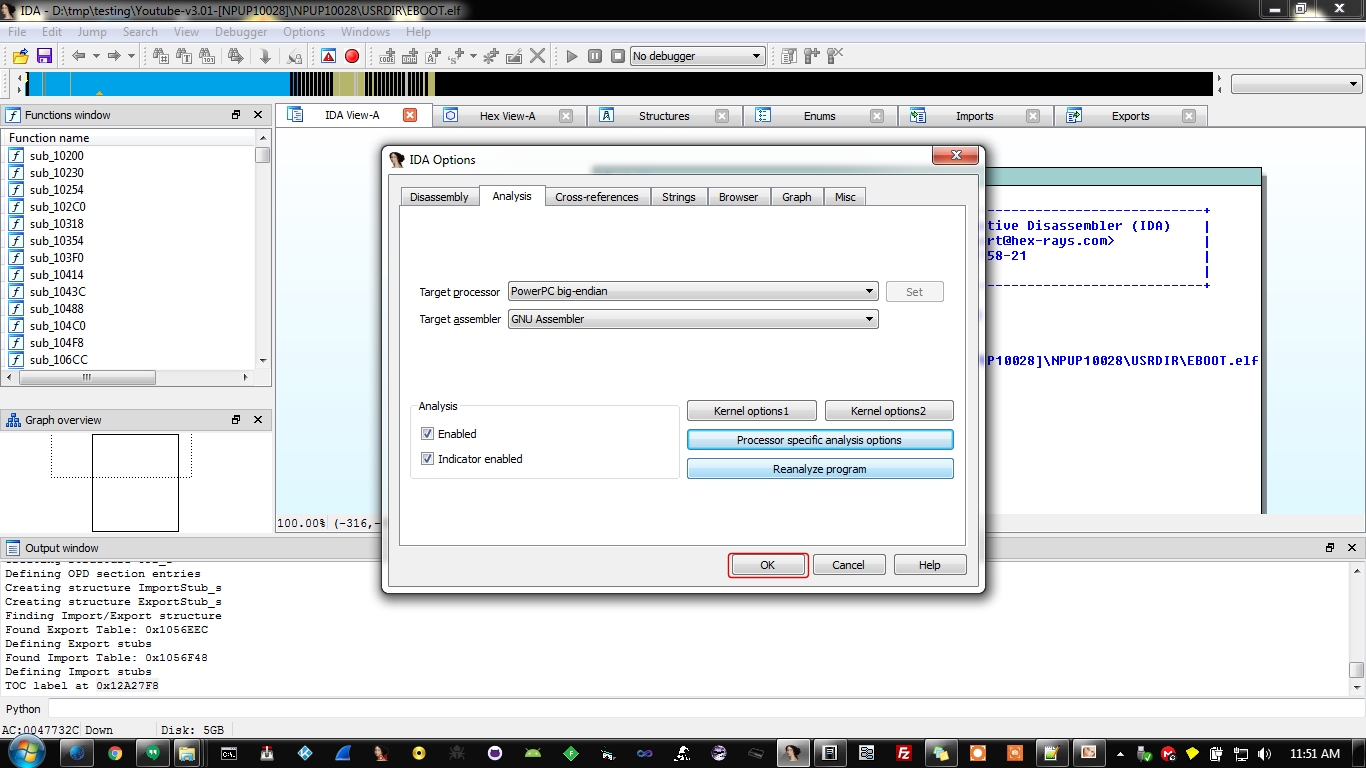 IDA - D:\tmp\testing\Youtube-v3.01-[NPUP10028]\NPUP10028\USRDIR\EBOOT.elf
File Edit Jump Search View Debugger Options Windows Help
No debugger
Functions window
IDA View-A
Hex View-A
Structures
Enums
Imports
Exports
Function name
sub_10200
sub_10230
sub_10254
sub_102C0
sub_10318
sub_10354
sub_103F0
sub_10414
sub_1043C
sub_10488
sub_104C0
sub_104F8
sub_106CC
Graph overview
IDA Options
Disassembly Analysis Cross-references Strings Browser Graph Misc
Target processor PowerPC big-endian Set
Target assembler GNU Assembler
Analysis
Enabled
Indicator enabled
Kernel options1 Kernel options2
Processor specific analysis options
Reanalyze program
OK Cancel Help
---------------------------+
tive Disassembler (IDA) |
rt@hex-rays.com> |
58-21 |
|
---------------------------+
P10028]\NPUP10028\USRDIR\EBOOT.elf
100.00% (-316,-
Output window
Defining OPD section entries
Creating structure ImportStub_s
Creating structure ExportStub_s
Finding Import/Export structure
Found Export Table: 0x1056EEC
Defining Export stubs
Found Import Table: 0x1056F48
Defining Import stubs
TOC label at 0x12A27F8
Python
AC:0047732C Down Disk: 5GB
11:51 AM